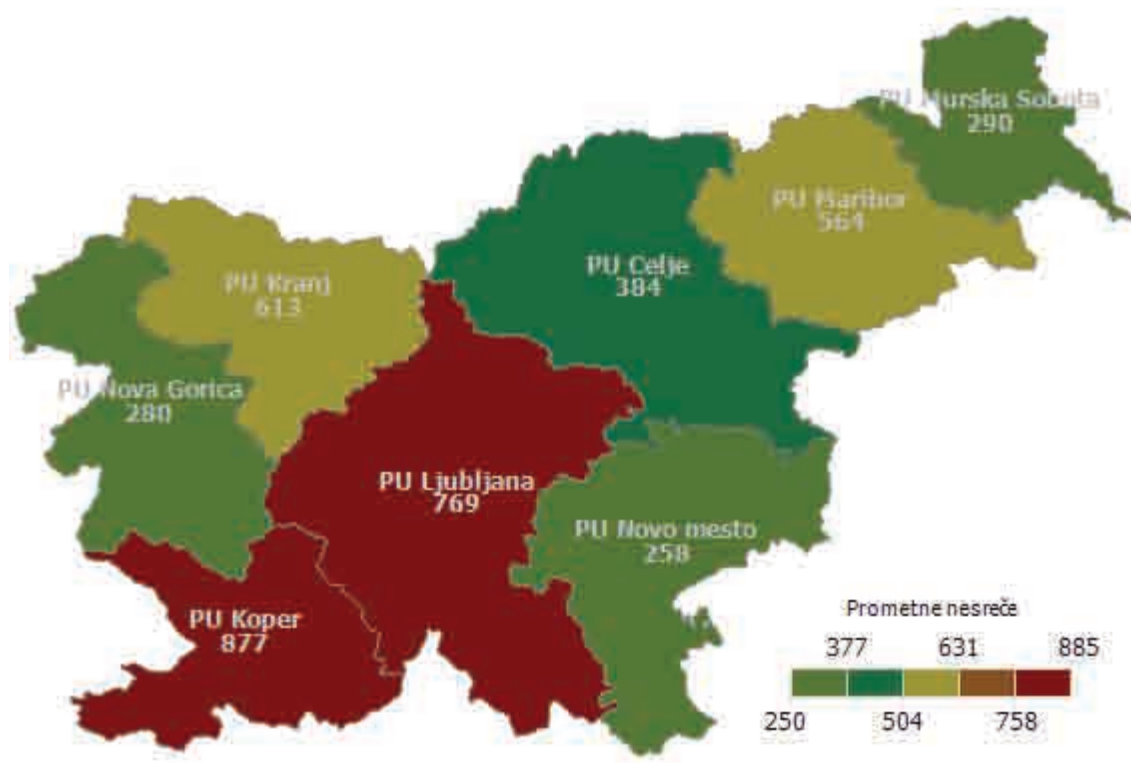 PU Murska Sobota
290
PU Maribor
564
PU Celje
384
PU Kranj
613
PU Nova Gorica
280
PU Ljubljana
769
PU Novo mesto
258
PU Koper
877
Prometne nesreče
377 631 885
250 504 758